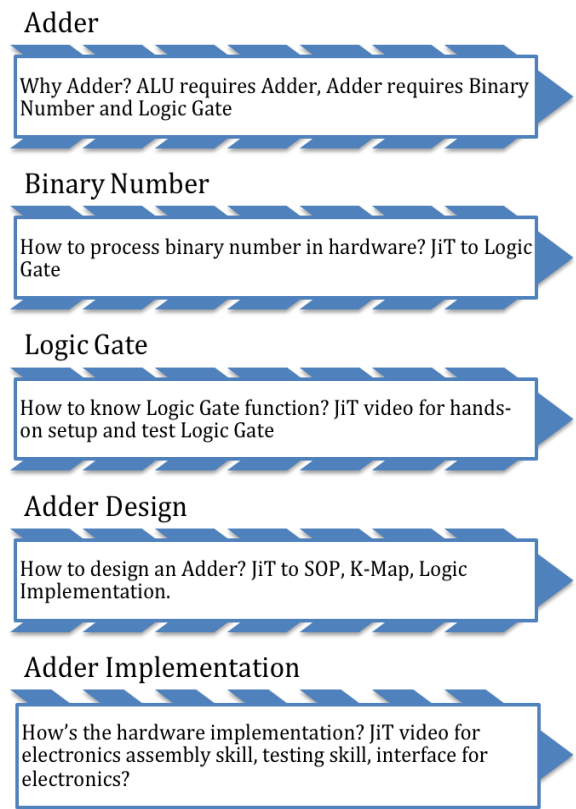 Adder
Why Adder? ALU requires Adder, Adder requires Binary
Number and Logic Gate
Binary Number
How to process binary number in hardware? JiT to Logic
Gate
Logic Gate
How to know Logic Gate function? JiT video for hands-
on setup and test Logic Gate
Adder Design
How to design an Adder? JiT to SOP, K-Map, Logic
Implementation.
Adder Implementation
How’s the hardware implementation? JiT video for
electronics assembly skill, testing skill, interface for
electronics?